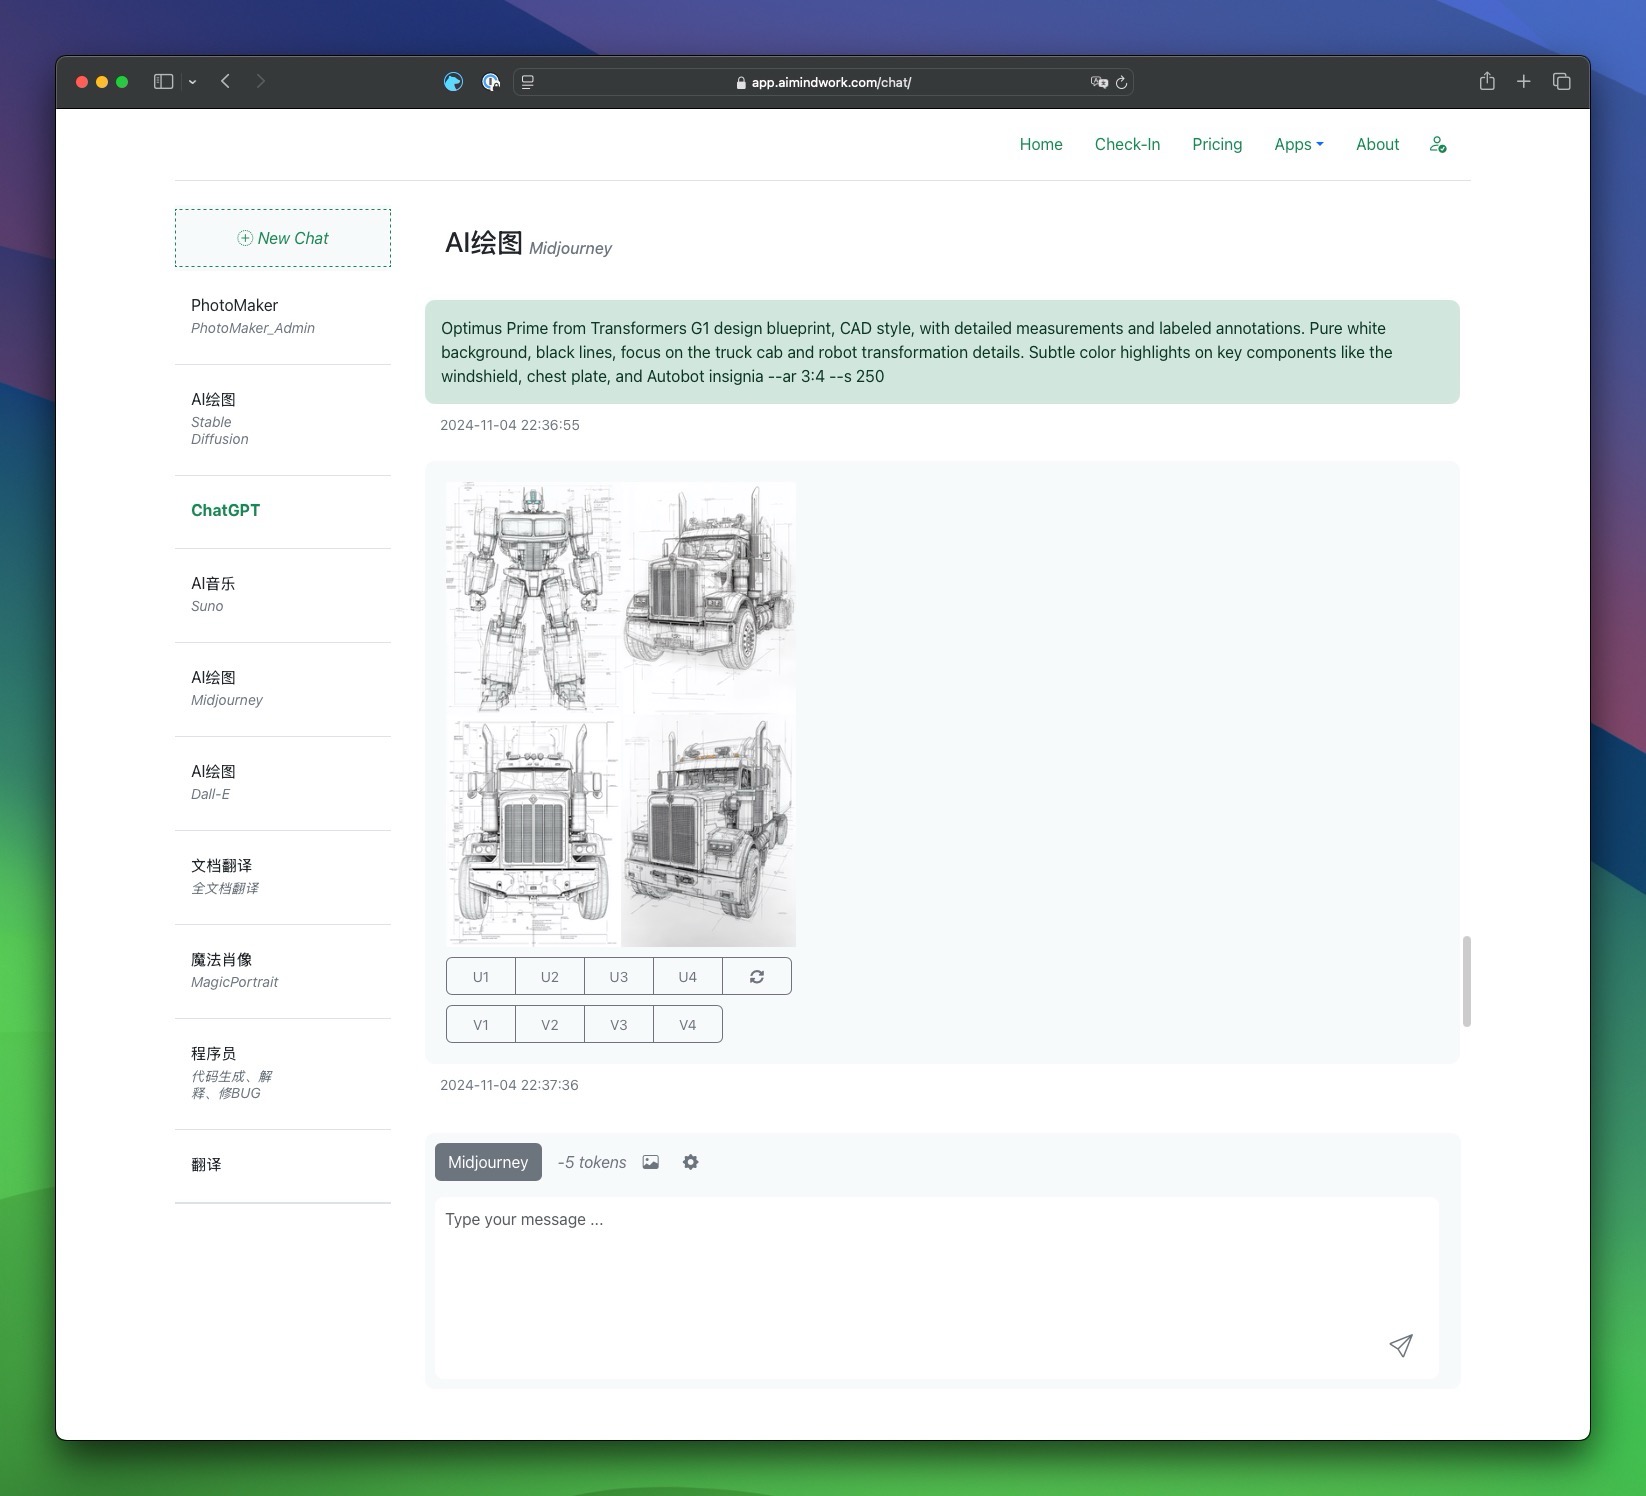 app.aimindwork.com/chat/
Home
Check-In
Pricing
Apps
About
New Chat
PhotoMaker
PhotoMaker_Admin
AI绘图
Stable
Diffusion
ChatGPT
AI音乐
Suno
AI绘图
Midjourney
AI绘图
Dall-E
文档翻译
全文档翻译
魔法肖像
MagicPortrait
程序员
代码生成、解
释、修BUG
翻译
AI绘图 Midjourney
Optimus Prime from Transformers G1 design blueprint, CAD style, with detailed measurements and labeled annotations. Pure white
background, black lines, focus on the truck cab and robot transformation details. Subtle color highlights on key components like the
windshield, chest plate, and Autobot insignia --ar 3:4 --s 250
2024-11-04 22:36:55
U1
U2
U3
U4
V1
V2
V3
V4
2024-11-04 22:37:36
Midjourney
-5 tokens
Type your message ...